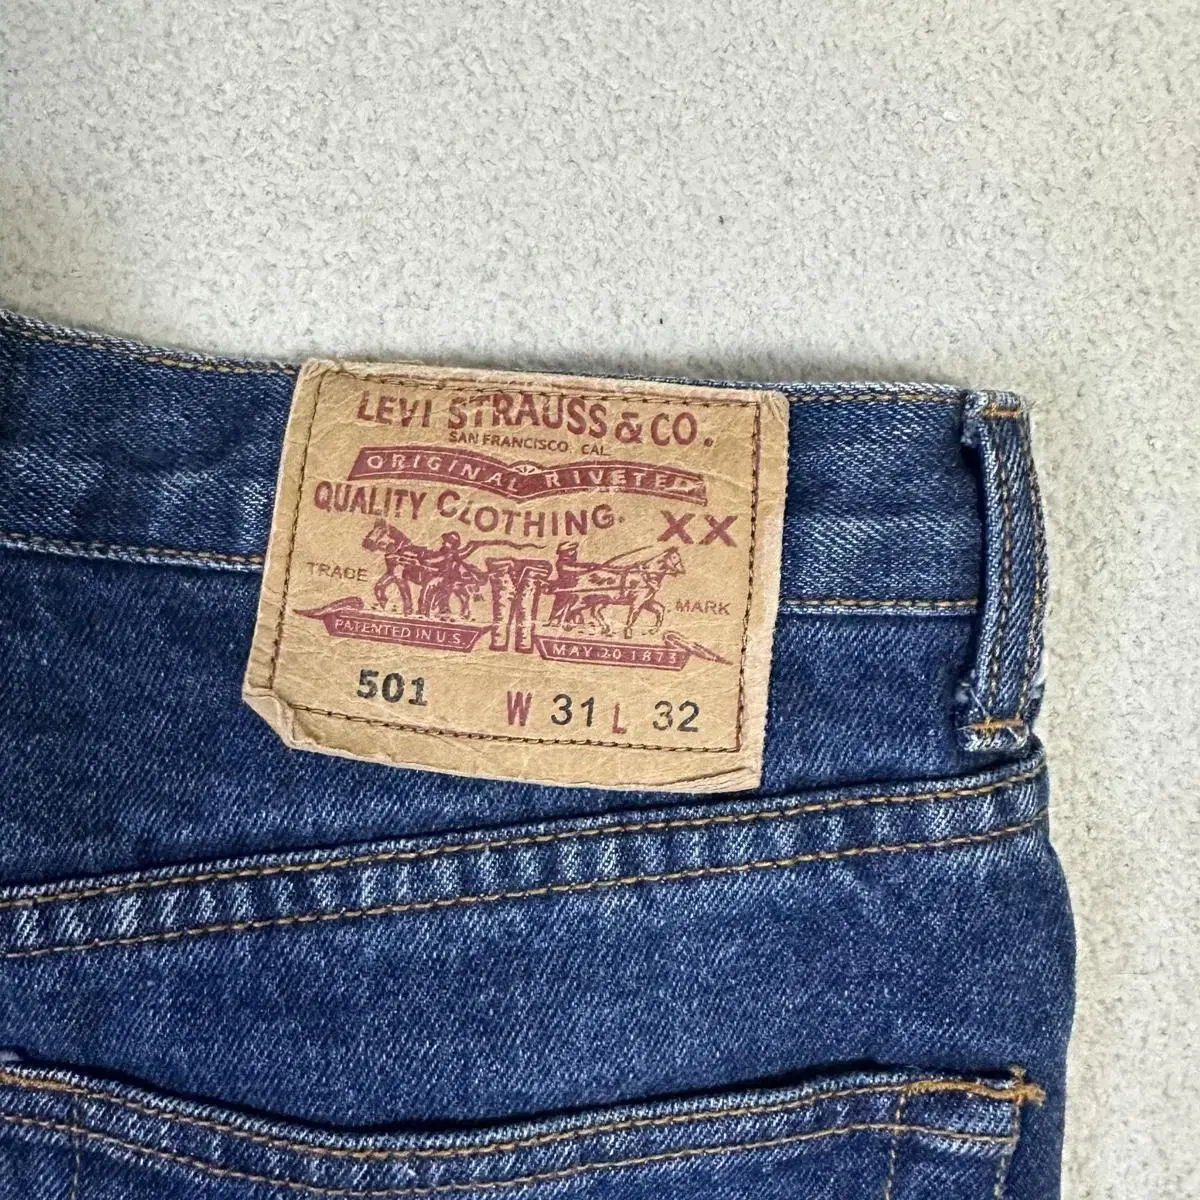 LEVI STRAUSS & CO.
SAN FRANCISCO, CAL.
ORIGINAL RIVETED
QUALITY CLOTHING.
XX
TRADE MARK
PATENTED IN U.S.
MAY 20 1873
501 W 31 L 32